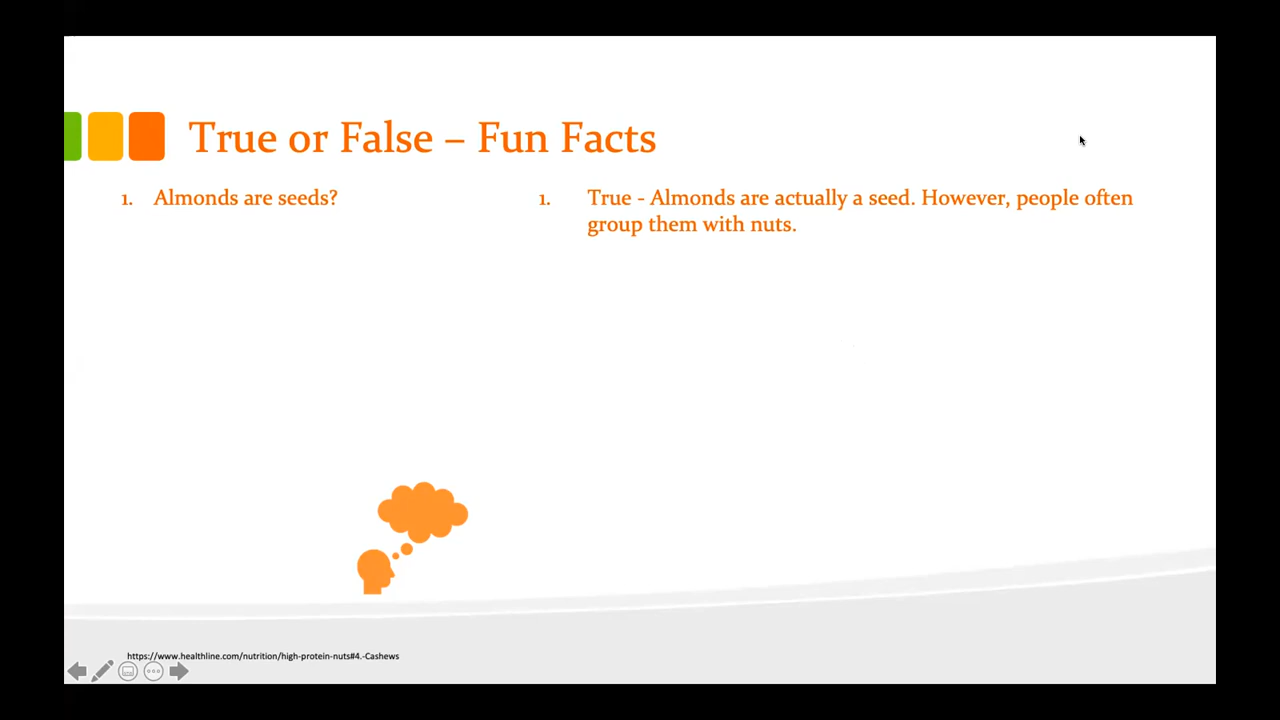 True or False – Fun Facts
1. Almonds are seeds?
1. True - Almonds are actually a seed. However, people often
group them with nuts.
https://www.healthline.com/nutrition/high-protein-nuts#4.-Cashews